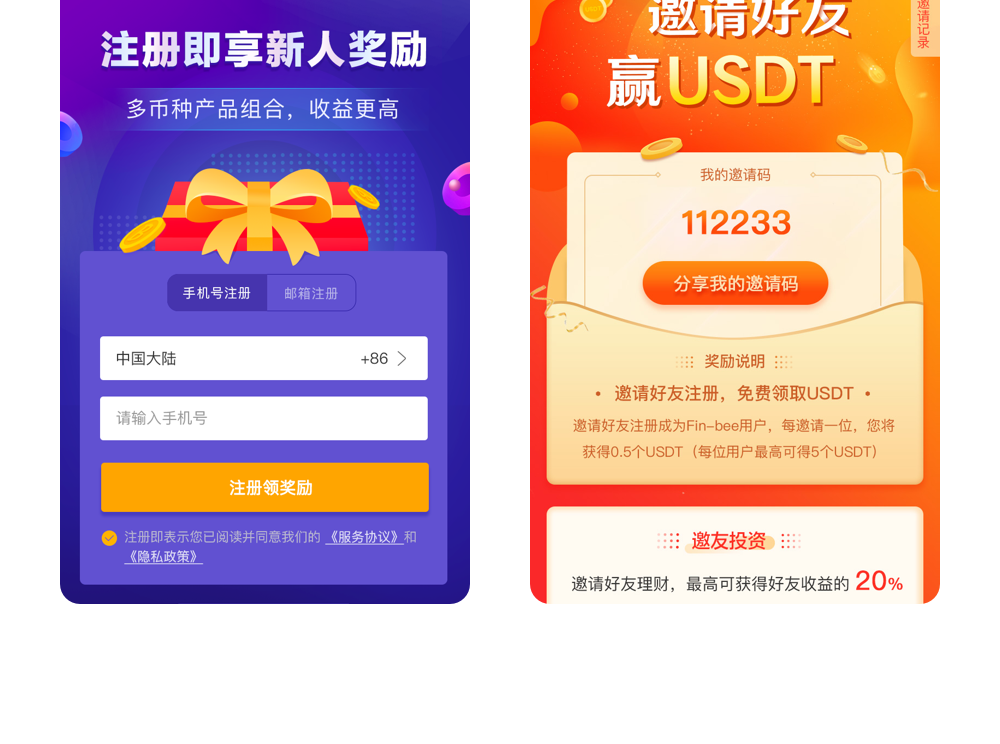 注册即享新人奖励
多币种产品组合，收益更高
手机号注册
邮箱注册
中国大陆
+86
请输入手机号
注册领奖励
注册即表示您已阅读并同意我们的《服务协议》和
《隐私政策》
邀请好友
邀请记录
赢USDT
我的邀请码
112233
分享我的邀请码
奖励说明
• 邀请好友注册，免费领取USDT •
邀请好友注册成为Fin-bee用户，每邀请一位，您将
获得0.5个USDT（每位用户最高可得5个USDT）
邀友投资
邀请好友理财，最高可获得好友收益的 20%